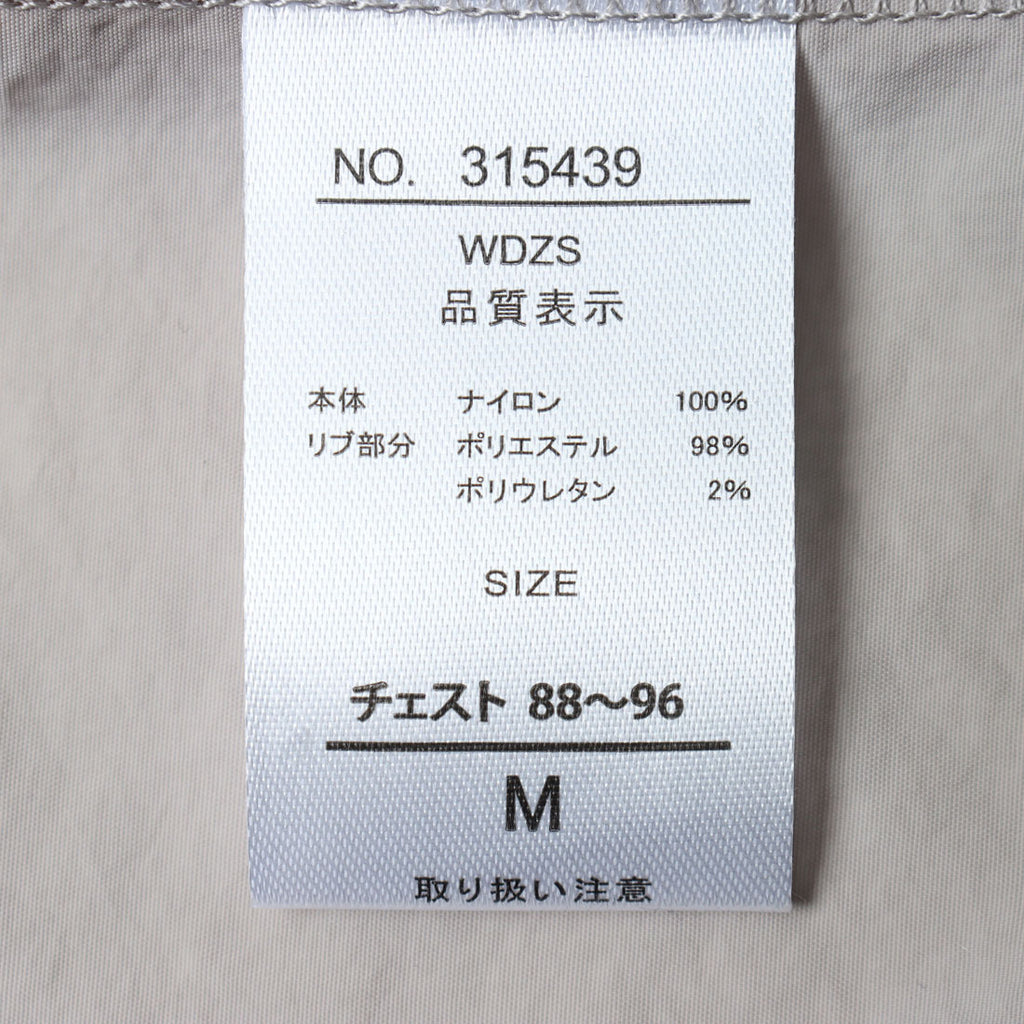 NO. 315439
WDZS
品質表示
本体 ナイロン 100%
リブ部分 ポリエステル 98%
ポリウレタン 2%
SIZE
チェスト 88～96
M
取り扱い注意